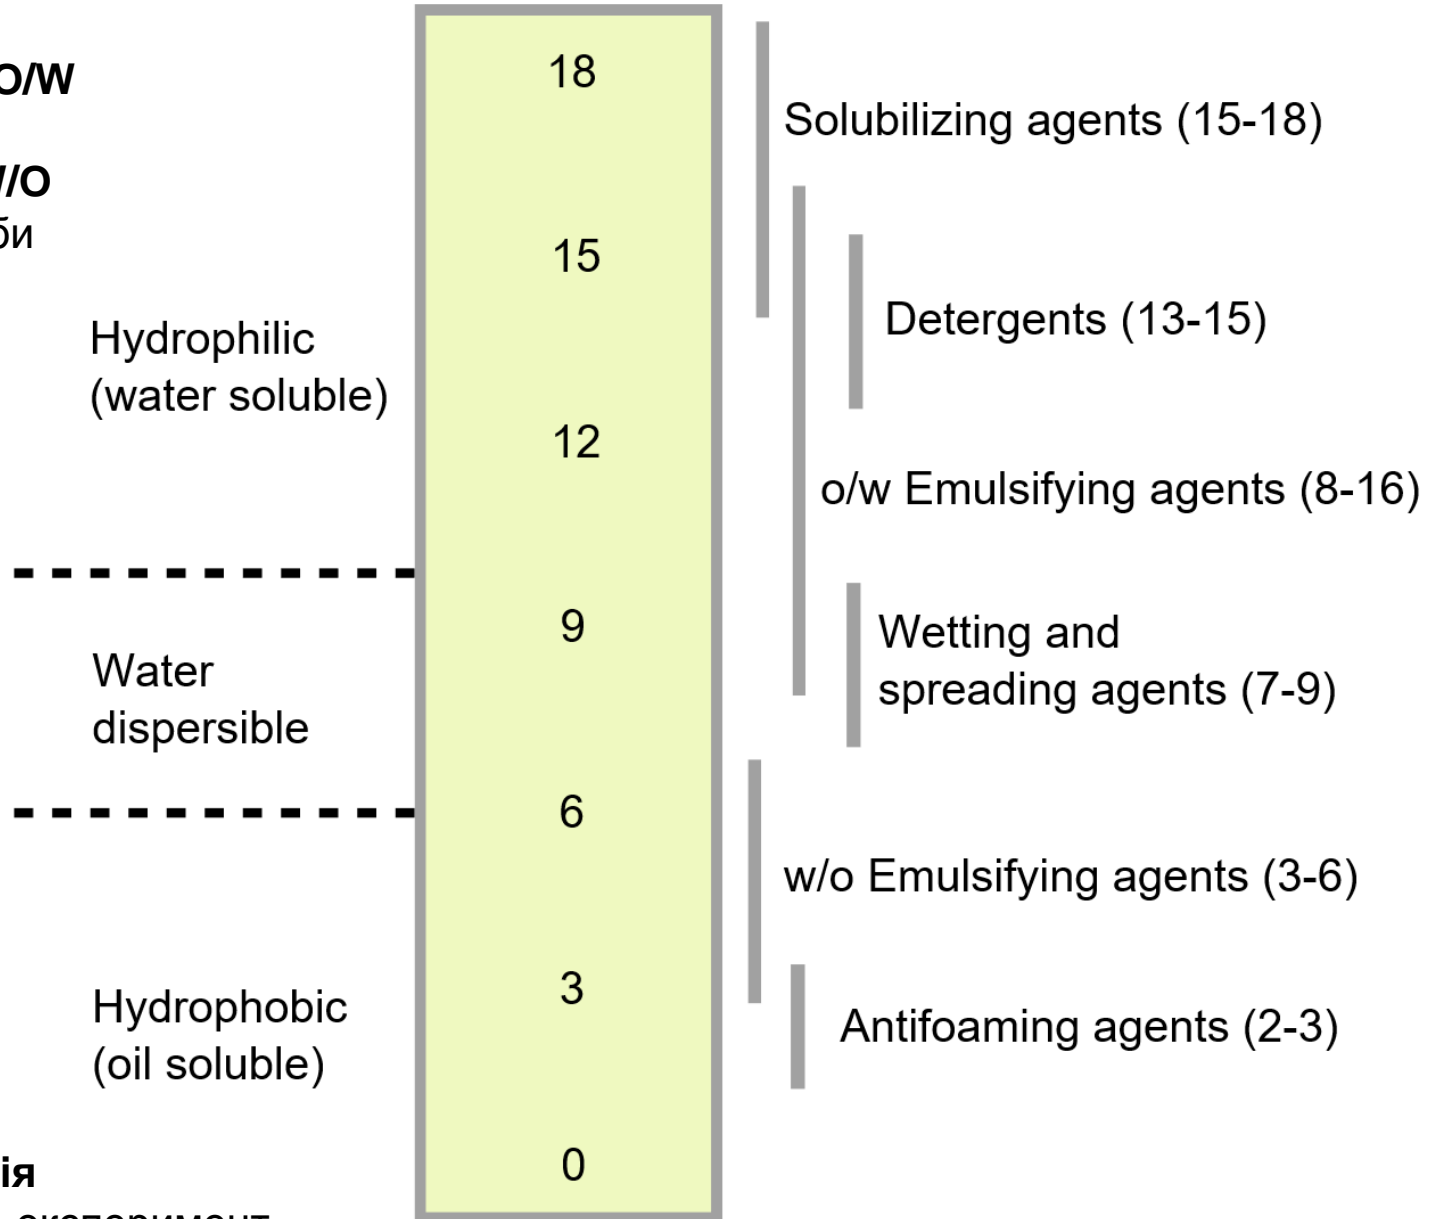 O/W
/O
би
Hydrophilic
(water soluble)
Water
dispersible
Hydrophobic
(oil soluble)
ія
експеримент
18
15
12
9
6
3
0
Solubilizing agents (15-18)
Detergents (13-15)
o/w Emulsifying agents (8-16)
Wetting and
spreading agents (7-9)
w/o Emulsifying agents (3-6)
Antifoaming agents (2-3)